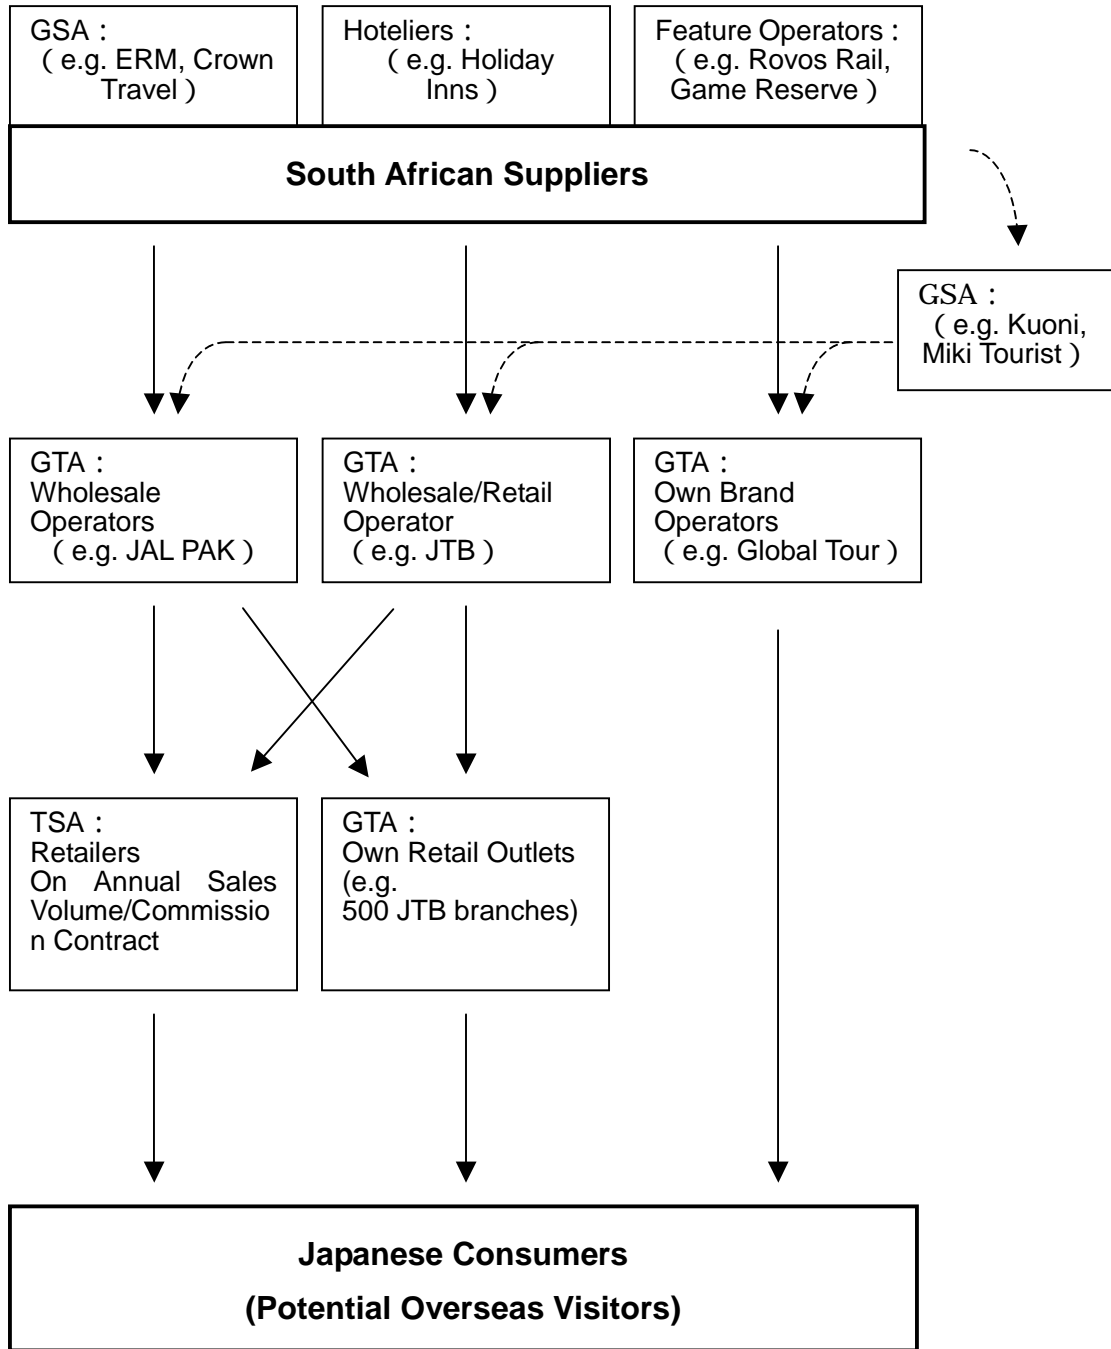 GSA：
（e.g. ERM, Crown
Travel）
Hoteliers：
（e.g. Holiday
Inns）
Feature Operators：
（e.g. Rovos Rail,
Game Reserve）
South African Suppliers
GSA：
（e.g. Kuoni,
Miki Tourist）
GTA：
Wholesale
Operators
（e.g. JAL PAK）
GTA：
Wholesale/Retail
Operator
（e.g. JTB）
GTA：
Own Brand
Operators
（e.g. Global Tour）
TSA：
Retailers
On Annual Sales
Volume/Commissio
n Contract
GTA：
Own Retail Outlets
(e.g.
500 JTB branches)
Japanese Consumers
(Potential Overseas Visitors)